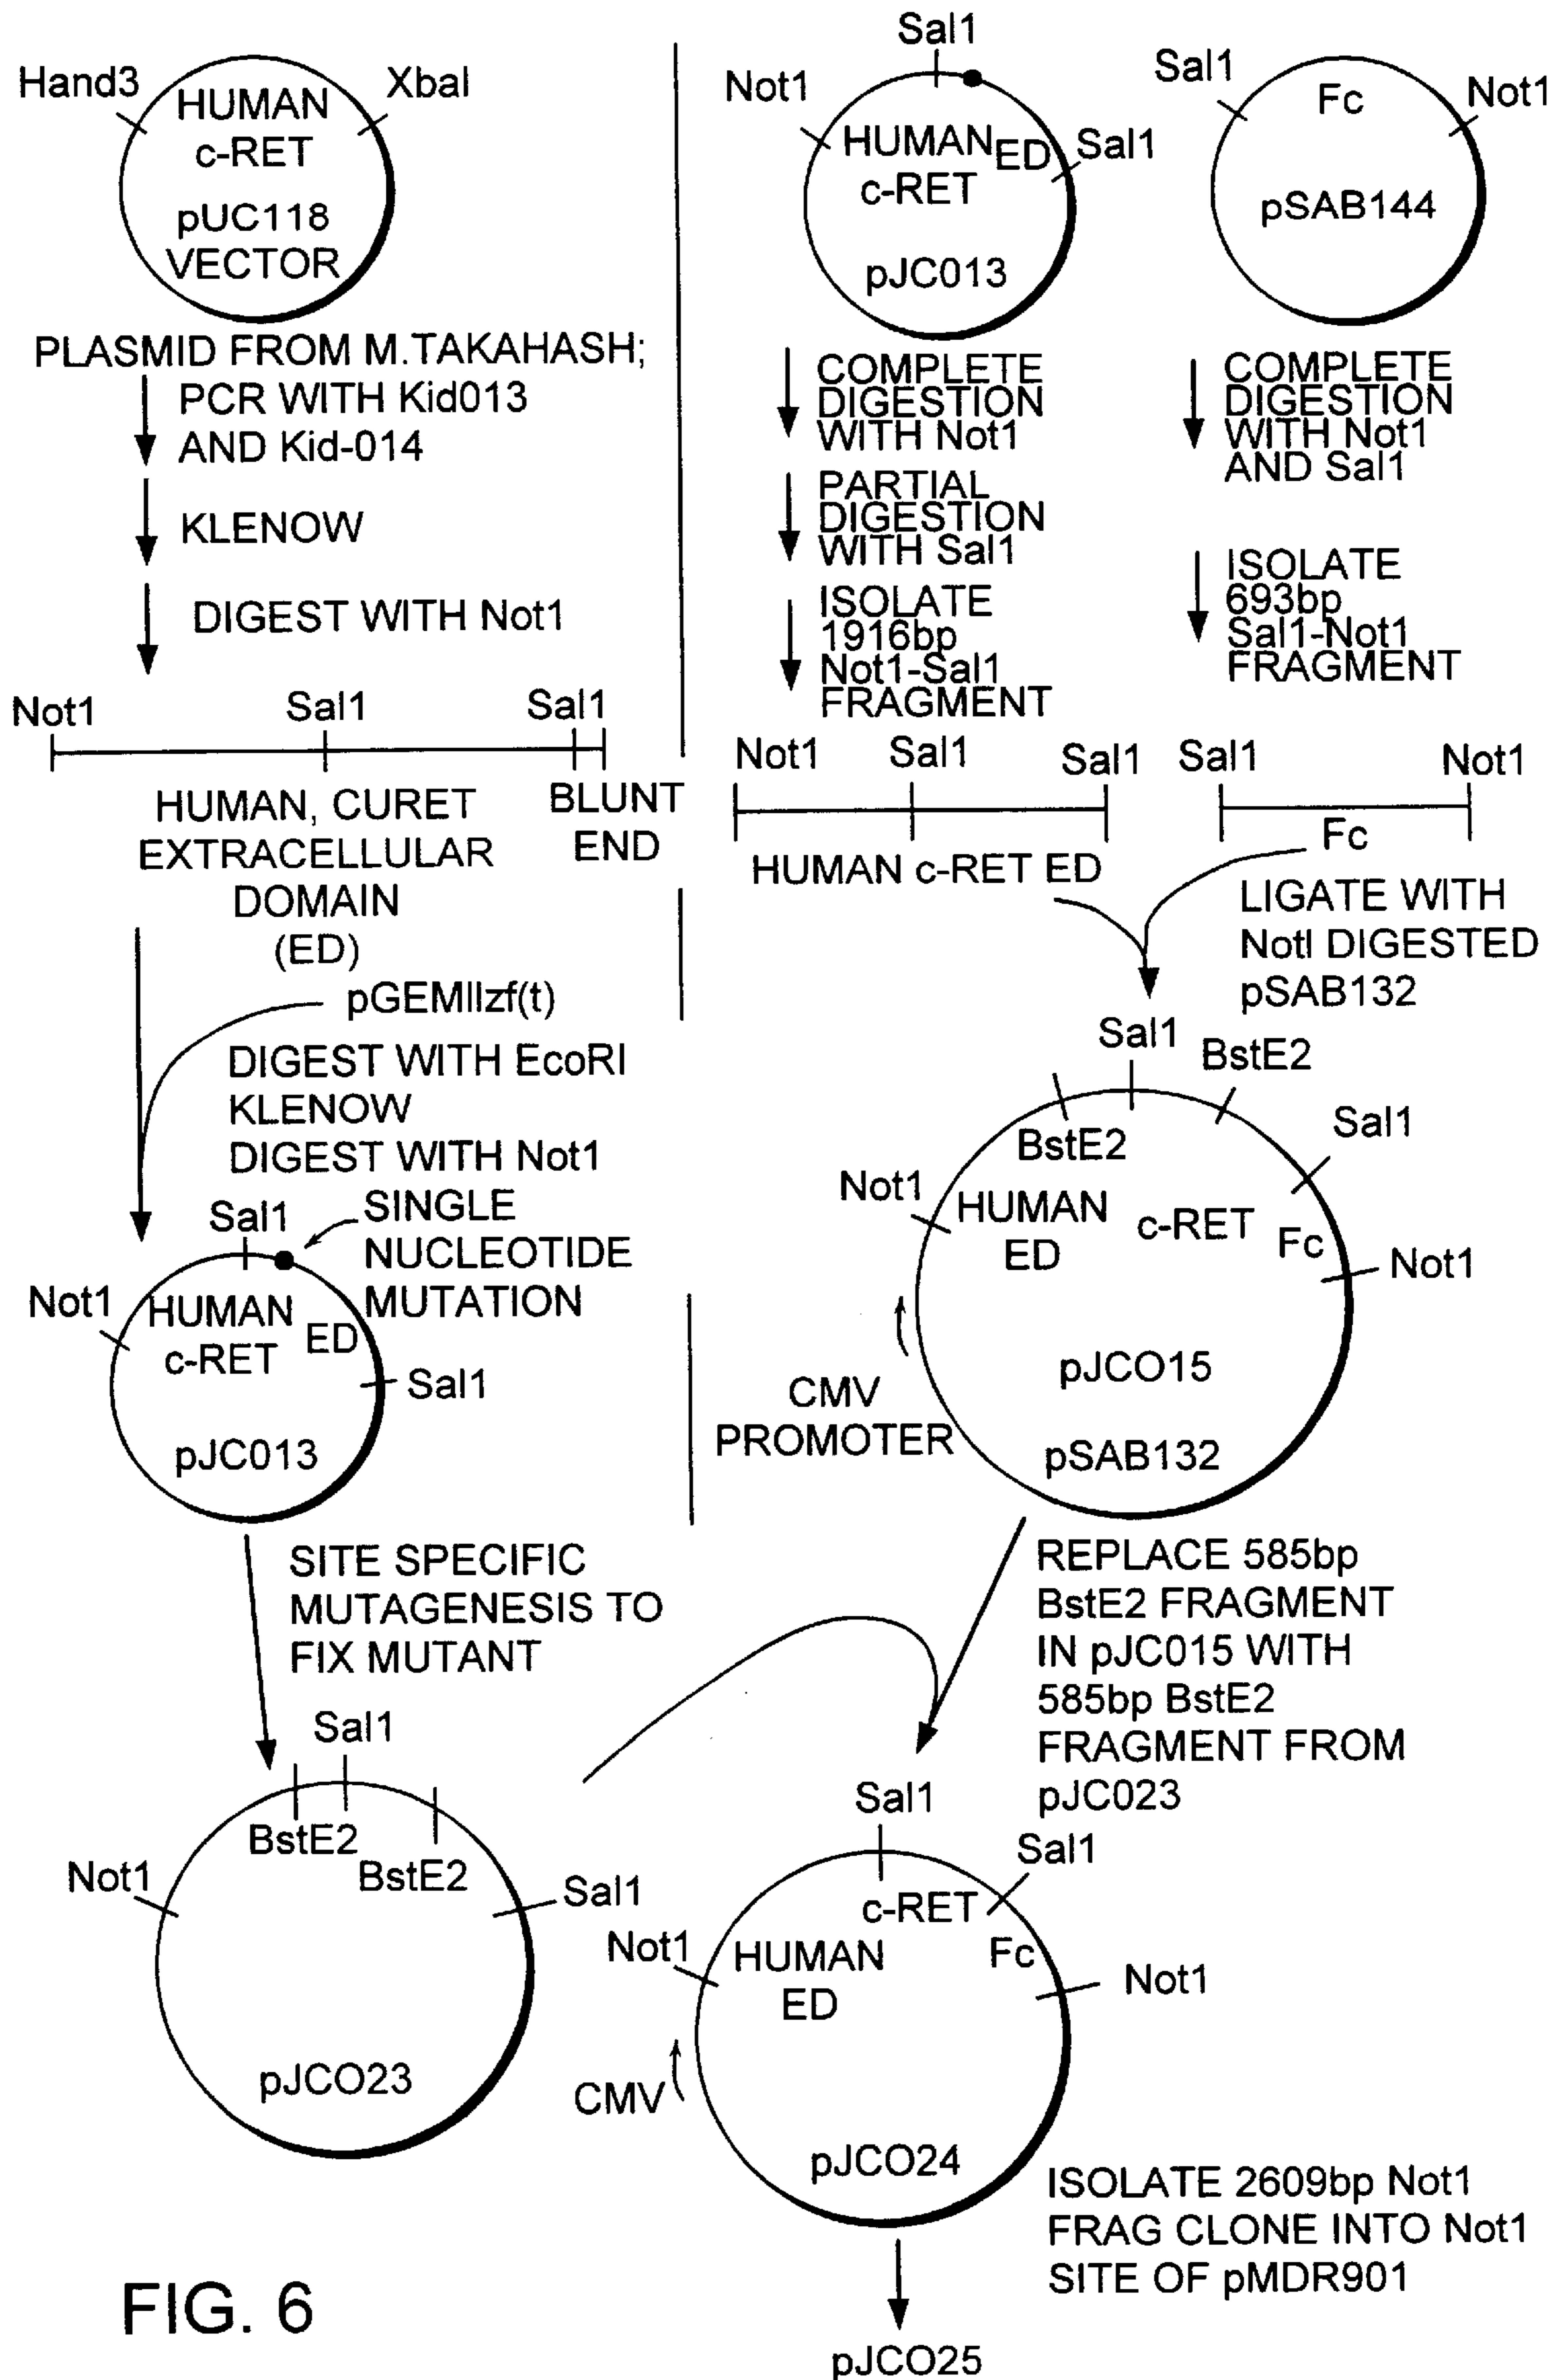 Hand3
XbaI
HUMAN
c-RET
pUC118
VECTOR
PLASMID FROM M.TAKAHASH;
PCR WITH Kid013
AND Kid-014
KLENOW
DIGEST WITH Not1
Not1
Sal1
Sal1
HUMAN, CURET
EXTRACELLULAR
DOMAIN
(ED)
BLUNT
END
pGEMIIzf(t)
DIGEST WITH EcoRI
KLENOW
DIGEST WITH Not1
SINGLE
NUCLEOTIDE
MUTATION
Sal1
Not1
HUMAN
c-RET
ED
Sal1
pJC013
SITE SPECIFIC
MUTAGENESIS TO
FIX MUTANT
Sal1
BstE2
BstE2
Not1
Sal1
pJCO23
Sal1
Not1
HUMAN
c-RET
ED
Sal1
pJC013
COMPLETE
DIGESTION
WITH Not1
PARTIAL
DIGESTION
WITH Sal1
ISOLATE
1916bp
Not1-Sal1
FRAGMENT
Sal1
Fc
Not1
pSAB144
COMPLETE
DIGESTION
WITH Not1
AND Sal1
ISOLATE
693bp
Sal1-Not1
FRAGMENT
Not1
Sal1
Sal1
HUMAN c-RET ED
Sal1
Not1
Fc
LIGATE WITH
NotI DIGESTED
pSAB132
Sal1
BstE2
BstE2
Sal1
Not1
HUMAN
ED
c-RET
Fc
Not1
CMV
PROMOTER
pJCO15
pSAB132
REPLACE 585bp
BstE2 FRAGMENT
IN pJC015 WITH
585bp BstE2
FRAGMENT FROM
pJC023
Sal1
Sal1
c-RET
Not1
HUMAN
ED
Fc
Not1
CMV
pJCO24
ISOLATE 2609bp Not1
FRAG CLONE INTO Not1
SITE OF pMDR901
pJCO25
FIG. 6